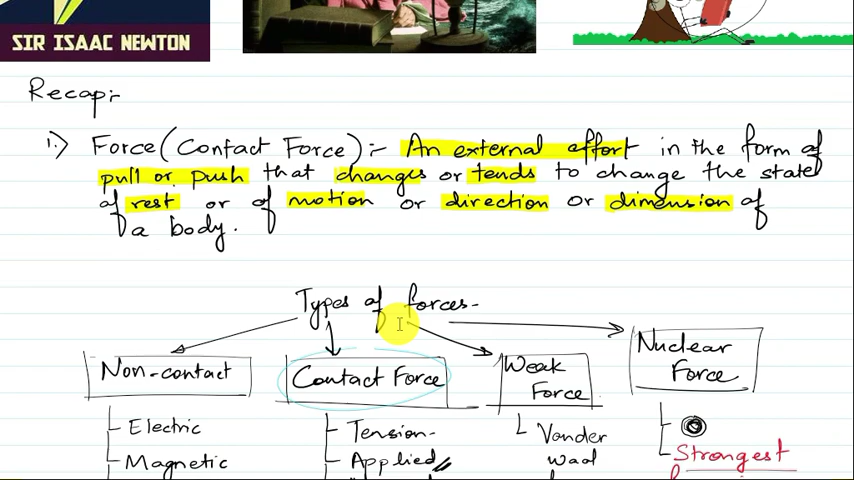 SIR ISAAC NEWTON
Recap:-
1.) Force (Contact Force):- An external effort in the form of
pull or push that changes or tends to change the state
of rest or of motion or direction or dimension of
a body.
Types of forces-
Non-contact Contact Force Weak Force Nuclear Force
Electric
Magnetic
Tension-
Applied
Vander
waal
Strongest